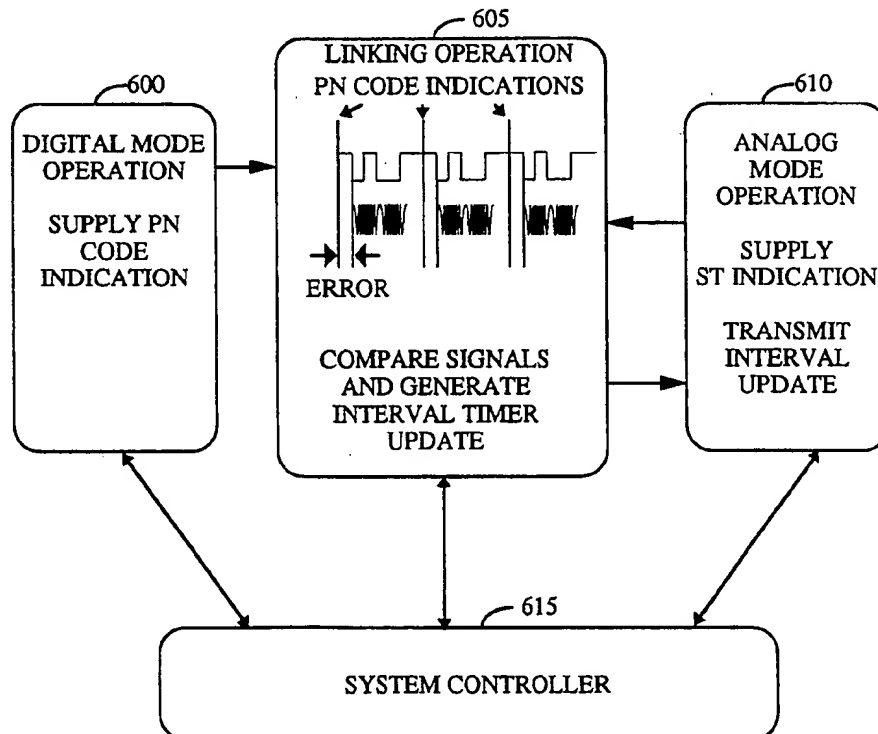 600
DIGITAL MODE
OPERATION
SUPPLY PN
CODE
INDICATION
605
LINKING OPERATION
PN CODE INDICATIONS
ERROR
COMPARE SIGNALS
AND GENERATE
INTERVAL TIMER
UPDATE
610
ANALOG
MODE
OPERATION
SUPPLY
ST INDICATION
TRANSMIT
INTERVAL
UPDATE
615
SYSTEM CONTROLLER